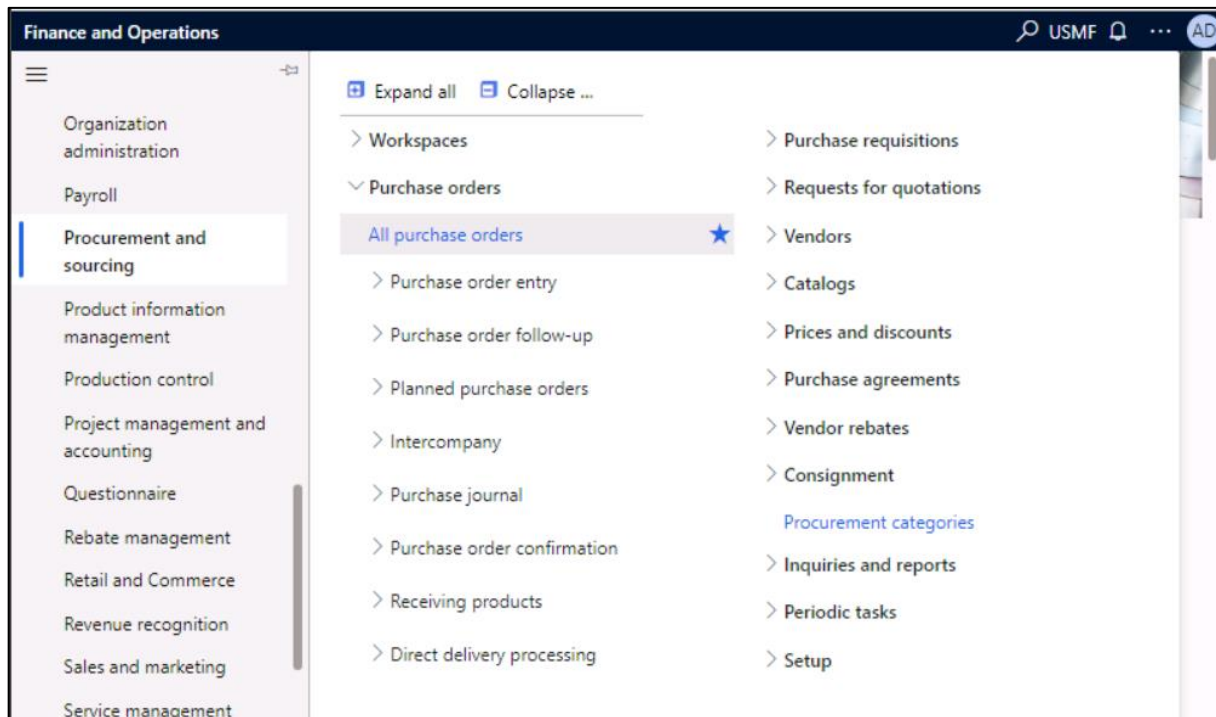 Finance and Operations
USMF
AD
Organization
administration
Payroll
Procurement and
sourcing
Product information
management
Production control
Project management and
accounting
Questionnaire
Rebate management
Retail and Commerce
Revenue recognition
Sales and marketing
Service management
Expand all
Collapse ...
Workspaces
Purchase orders
All purchase orders
Purchase order entry
Purchase order follow-up
Planned purchase orders
Intercompany
Purchase journal
Purchase order confirmation
Receiving products
Direct delivery processing
Purchase requisitions
Requests for quotations
Vendors
Catalogs
Prices and discounts
Purchase agreements
Vendor rebates
Consignment
Procurement categories
Inquiries and reports
Periodic tasks
Setup